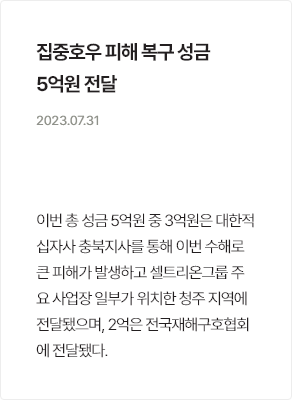 집중호우 피해 복구 성금
5억원 전달
2023.07.31
이번 총 성금 5억원 중 3억원은 대한적
십자사 충북지사를 통해 이번 수해로
큰 피해가 발생하고 셀트리온그룹 주
요 사업장 일부가 위치한 청주 지역에
전달됐으며, 2억은 전국재해구호협회
에 전달됐다.